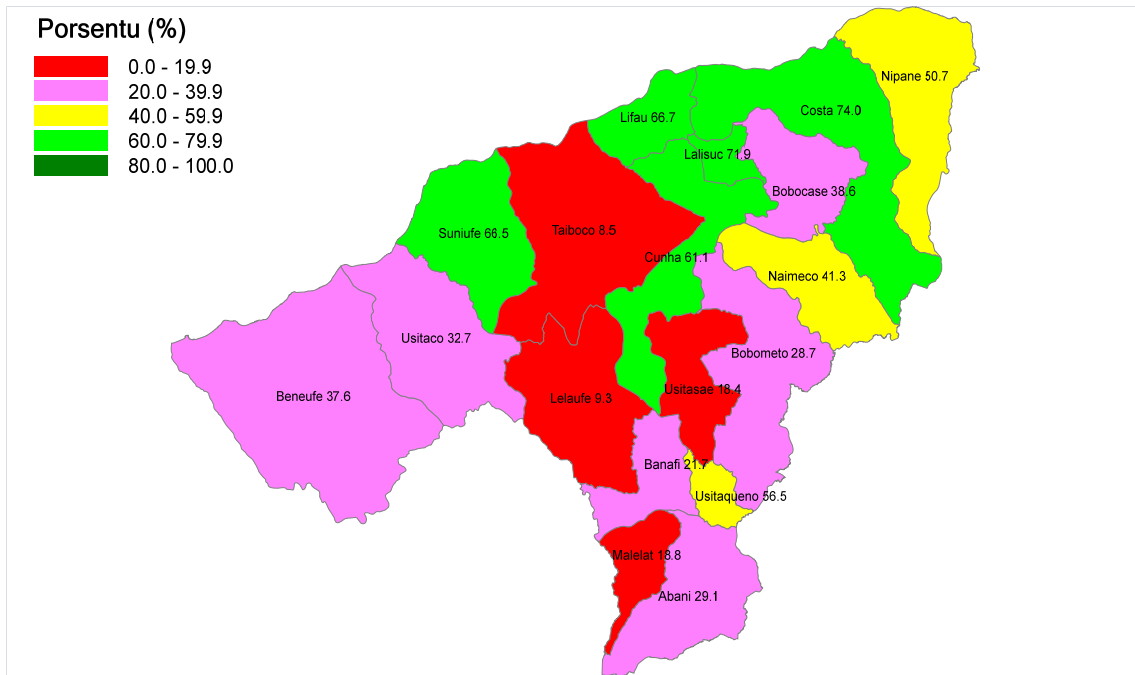 Porsentu (%)
0.0 - 19.9
20.0 - 39.9
40.0 - 59.9
60.0 - 79.9
80.0 - 100.0
Nipane 50.7
Costa 74.0
Lifau 66.7
Lalisuc 71.9
Bobocase 38.6
Taiboco 8.5
Suniufe 66.5
Cunha 61.1
Naimeco 41.3
Usitaco 32.7
Bobometo 28.7
Usitasae 18.4
Beneufe 37.6
Lelaufe 9.3
Banafi 21.7
Usitaqueno 56.5
Malelat 18.8
Abani 29.1